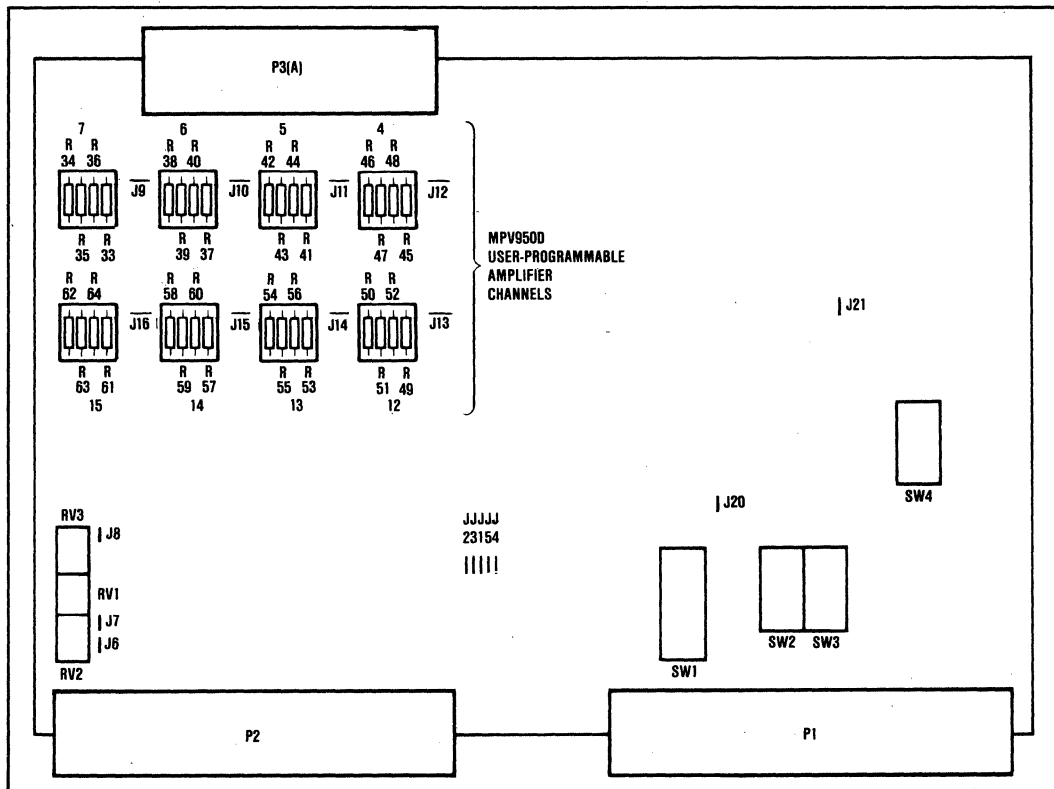 P3(A)
7 6 5 4
R R R R R R R R
34 36 38 40 42 44 46 48
J9 J10 J11 J12
R R R R R R R R
35 33 39 37 43 41 47 45
MPV950D
USER-PROGRAMMABLE
AMPLIFIER
CHANNELS
R R R R R R R R
62 64 58 60 54 56 50 52
J16 J15 J14 J13
R R R R R R R R
63 61 59 57 55 53 51 49
15 14 13 12
J21
SW4
J20
RV3
J8
RV1
J7
J6
RV2
JJJJJ
23154
SW2 SW3
SW1
P2
P1